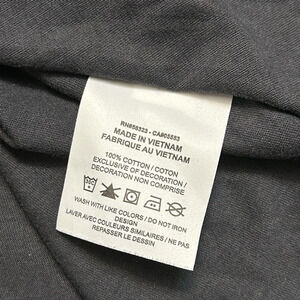 RN#56323 - CA#05553
MADE IN VIETNAM
FABRIQUE AU VIETNAM
100% COTTON / COTON
EXCLUSIVE OF DECORATION /
DECORATION NON COMPRISE
WASH WITH LIKE COLORS / DO NOT IRON
DESIGN
LAVER AVEC COULEURS SIMILAIRES / NE PAS
REPASSER LE DESSIN